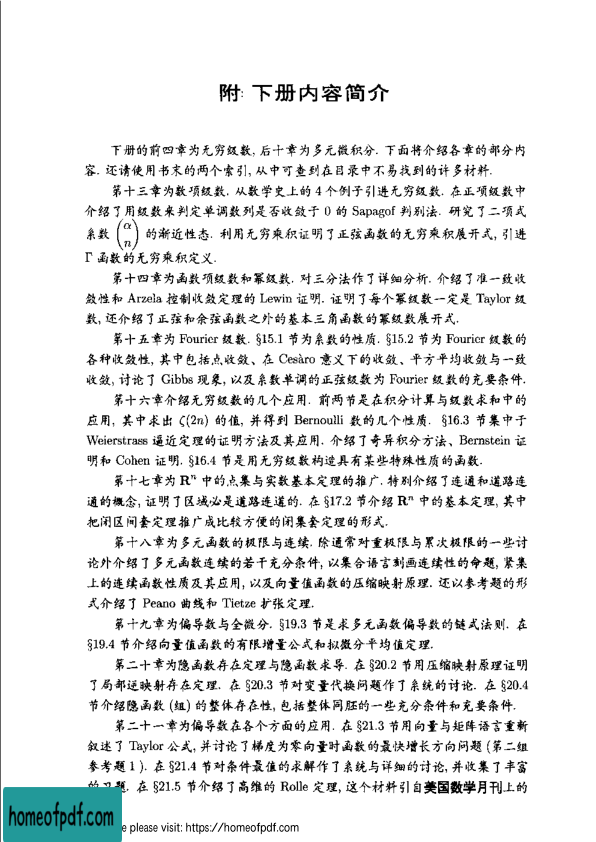 附: 下册内容简介
下册的前四章为无穷级数, 后十章为多元微积分. 下面将介绍各章的部分内
容. 还请使用书末的两个索引, 从中可查到在目录中不易找到的许多材料.
第十三章为数项级数. 从数学史上的 4 个例子引进无穷级数. 在正项级数中
介绍了用级数来判定单调数列是否收敛于 0 的 Sapagof 判别法. 研究了二项式
系数 (α n) 的渐近性态. 利用无穷乘积证明了正弦函数的无穷乘积展开式, 引进
Γ 函数的无穷乘积定义.
第十四章为函数项级数和幂级数. 对三分法作了详细分析. 介绍了准一致收
敛性和 Arzela 控制收敛定理的 Lewin 证明. 证明了每个幂级数一定是 Taylor 级
数, 还介绍了正弦和余弦函数之外的基本三角函数的幂级数展开式.
第十五章为 Fourier 级数. §15.1 节为系数的性质. §15.2 节为 Fourier 级数的
各种收敛性, 其中包括点收敛、在 Cesàro 意义下的收敛、平方平均收敛与一致
收敛, 讨论了 Gibbs 现象, 以及系数单调的正弦级数为 Fourier 级数的充要条件.
第十六章介绍无穷级数的几个应用. 前两节是在积分计算与级数求和中的
应用, 其中求出 ζ(2n) 的值, 并得到 Bernoulli 数的几个性质. §16.3 节集中于
Weierstrass 逼近定理的证明方法及其应用. 介绍了奇异积分方法、Bernstein 证
明和 Cohen 证明. §16.4 节是用无穷级数构造具有某些特殊性质的函数.
第十七章为 Rⁿ 中的点集与实数基本定理的推广. 特别介绍了连通和道路连
通的概念, 证明了区域必是道路连通的. 在 §17.2 节介绍 Rⁿ 中的基本定理, 其中
把闭区间套定理推广成比较方便的闭集套定理的形式.
第十八章为多元函数的极限与连续. 除通常对重极限与累次极限的一些讨
论外介绍了多元函数连续的若干充分条件, 以集合语言刻画连续性的命题, 紧集
上的连续函数性质及其应用, 以及向量值函数的压缩映射原理. 还以参考题的形
式介绍了 Peano 曲线和 Tietze 扩张定理.
第十九章为偏导数与全微分. §19.3 节是求多元函数偏导数的链式法则. 在
§19.4 节介绍向量值函数的有限增量公式和拟微分平均值定理.
第二十章为隐函数存在定理与隐函数求导. 在 §20.2 节用压缩映射原理证明
了局部逆映射存在定理. 在 §20.3 节对变量代换问题作了系统的讨论. 在 §20.4
节介绍隐函数 (组) 的整体存在性, 包括整体同胚的一些充分条件和充要条件.
第二十一章为偏导数在各个方面的应用. 在 §21.3 节用向量与矩阵语言重新
叙述了 Taylor 公式, 并讨论了梯度为零向量时函数的最快增长方向问题 (第二组
参考题 1 ). 在 §21.4 节对条件最值的求解作了系统与详细的讨论, 并收集了丰富
的习题. 在 §21.5 节介绍了高维的 Rolle 定理, 这个材料引自美国数学月刊上的
homeofpdf.com
please visit: https://homeofpdf.com